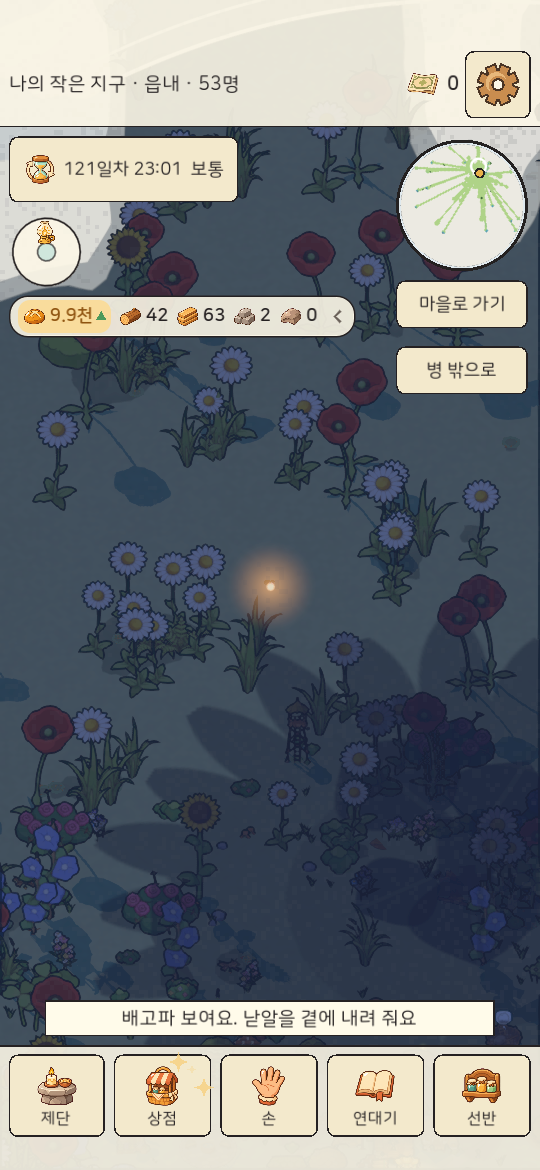 나의 작은 지구 · 읍내 · 53명
0
121일차 23:01 보통
9.9천 42 63 2 0
마을로 가기
병 밖으로
배고파 보여요. 낟알을 곁에 내려 줘요
제단
상점
손
연대기
선반